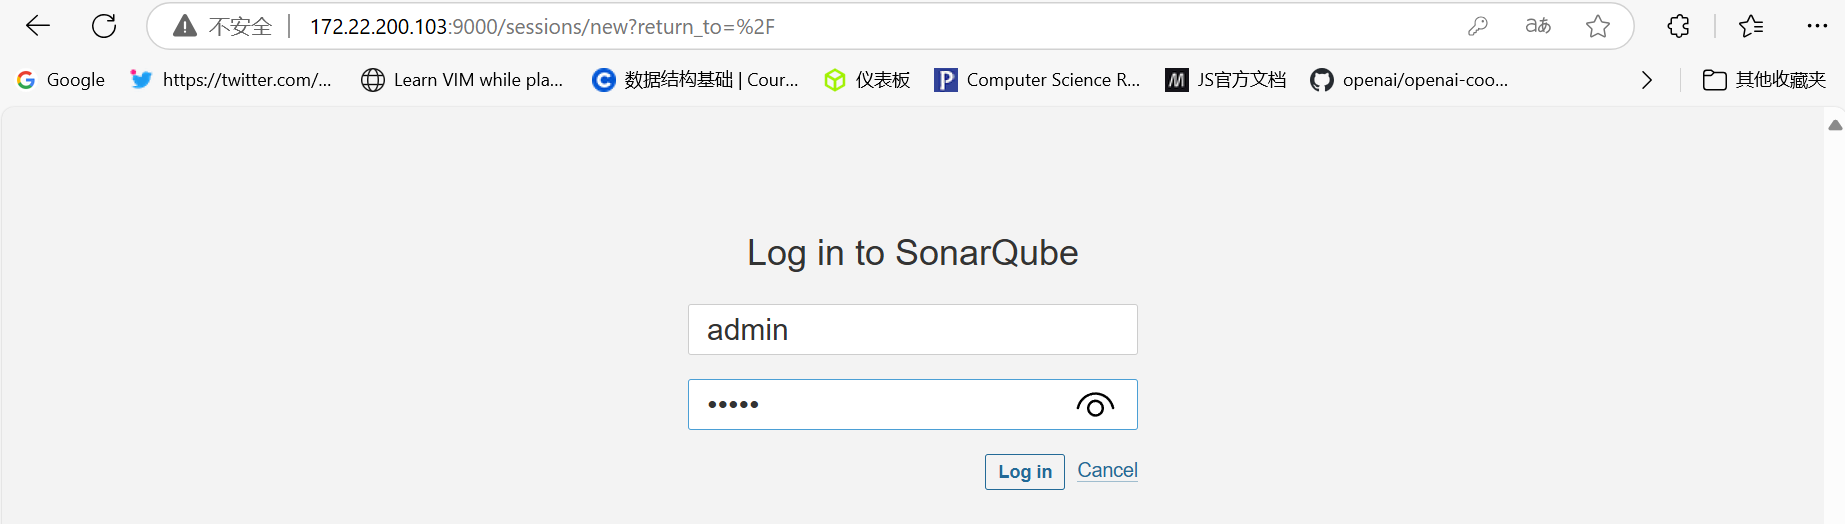 不安全 | 172.22.200.103:9000/sessions/new?return_to=%2F aあ
Google https://twitter.com/... Learn VIM while pla... 数据结构基础 | Cour... 仪表板 Computer Science R... JS官方文档 openai/openai-coo... 其他收藏夹
Log in to SonarQube
admin
•••••
Log in Cancel